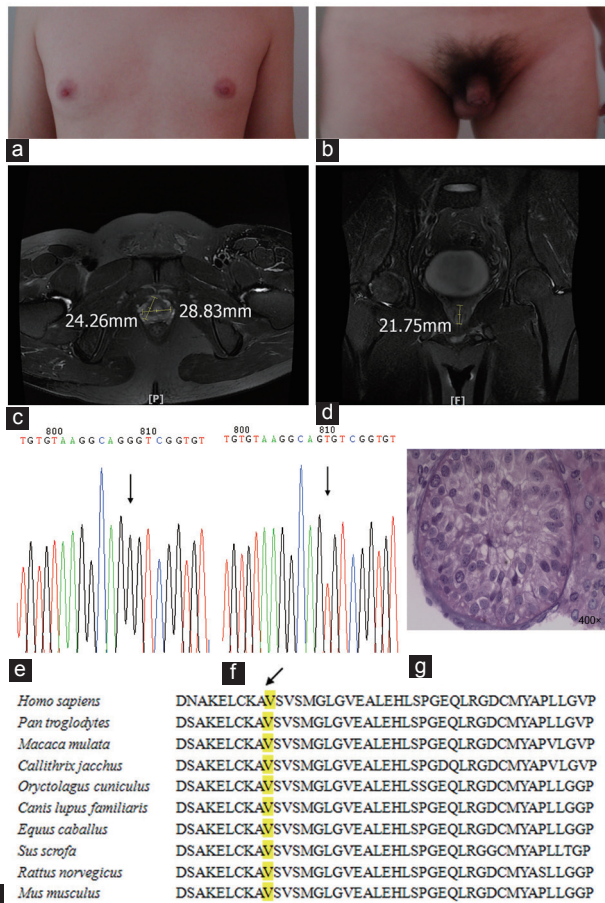 a
b
24.26mm 28.83mm
[P]
21.75mm
[F]
c
d
800 810
TGTGTAAGGCAGGGTCGGTGT
810
TGTGTAAGGCAGTGTCGGTGT
400×
e
f
g
Homo sapiens DNAKELCKAVSVSMGLGVEALEHLSPGEQLRGDCMYAPLLGVP
Pan troglodytes DSAKELCKAVSVSMGLGVEALEHLSPGEQLRGDCMYAPLLGVP
Macaca mulata DSAKELCKAVSVSMGLGVEALEHLSPGEQLRGDCMYAPVLGVP
Callithrix jacchus DSAKELCKAVSVSMGLGVEALEHLSPGDQLRGDCMYAPVLGVP
Oryctolagus cuniculus DSAKELCKAVSVSMGLGVEALEHLSSGEQLRGDCMYAPLLGGP
Canis lupus familiaris DSAKELCKAVSVSMGLGVEALEHLSPGEQLRGDCMYAPLLGGP
Equus caballus DSAKELCKAVSVSMGLGVEALEHLSPGEQLRGDCMYAPLLGGP
Sus scrofa DSAKELCKAVSVSMGLGVEALEHLSPGEQLRGGCMYAPLLTGP
Rattus norvegicus DSAKELCKAVSVSMGLGVEALEHLSPGEQLRGDCMYASLLGGP
Mus musculus DSAKELCKAVSVSMGLGVEALEHLSPGEQLRGDCMYAPLLGGP